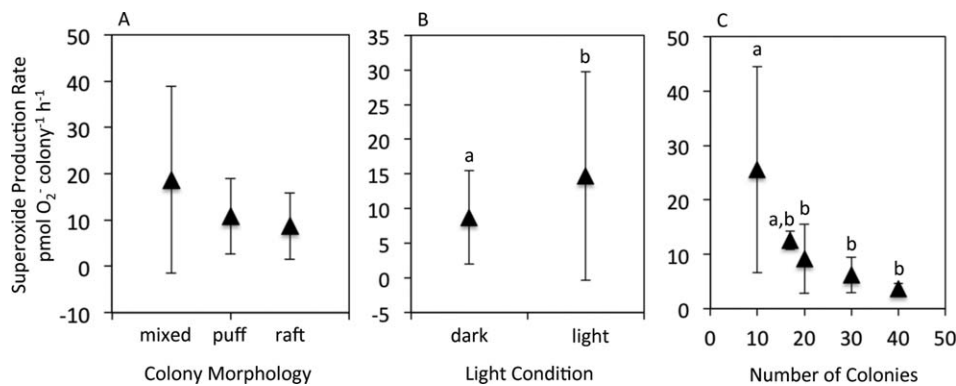 A
B
C
Superoxide Production Rate
pmol O₂⁻ colony⁻¹ h⁻¹
50
40
30
20
10
0
-10
mixed puff raft
Colony Morphology
35
30
25
20
15
10
5
0
-5
a
b
dark light
Light Condition
50
40
30
20
10
0
a
a,b
b
b
b
0 10 20 30 40 50
Number of Colonies